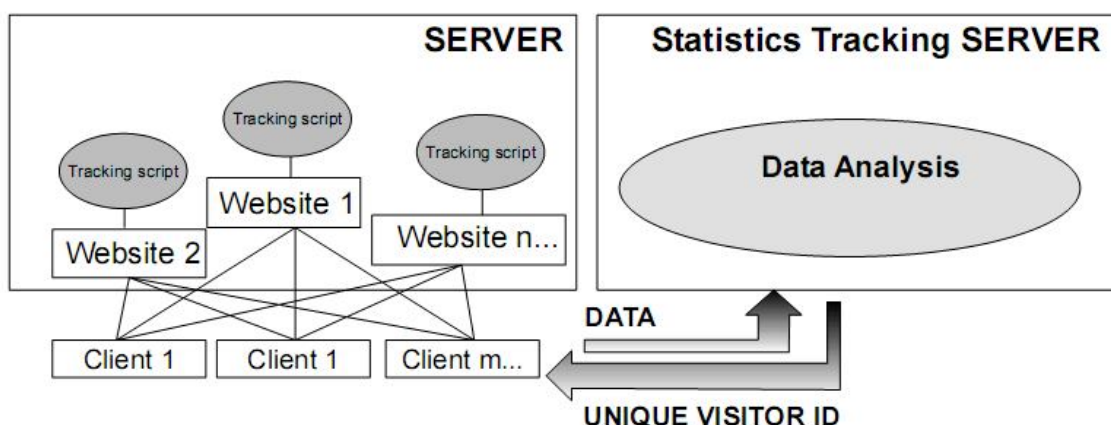 SERVER
Statistics Tracking SERVER
Tracking script
Tracking script
Tracking script
Data Analysis
Website 1
Website 2
Website n...
DATA
Client 1
Client 1
Client m...
UNIQUE VISITOR ID